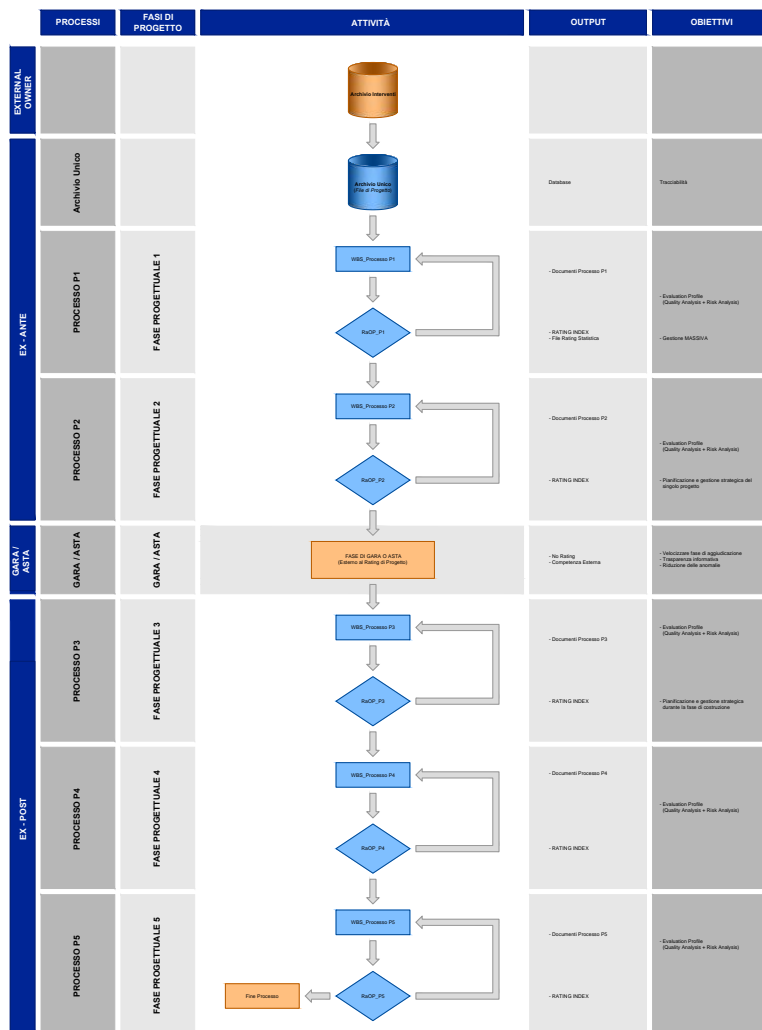 PROCESSI
FASI DI
PROGETTO
ATTIVITÀ
OUTPUT
OBIETTIVI
EXTERNAL
OWNER
Archivio Interventi
EX - ANTE
Archivio Unico
Archivio Unico
(File di Progetto)
Database
Tracciabilità
PROCESSO P1
FASE PROGETTUALE 1
WBS_Processo P1
RaOP_P1
- Documenti Processo P1
- RATING INDEX
- File Rating Statistica
- Evaluation Profile
(Quality Analysis + Risk Analysis)
- Gestione MASSIVA
PROCESSO P2
FASE PROGETTUALE 2
WBS_Processo P2
RaOP_P2
- Documenti Processo P2
- RATING INDEX
- Evaluation Profile
(Quality Analysis + Risk Analysis)
- Pianificazione e gestione strategica del
singolo progetto
GARA /
ASTA
GARA / ASTA
GARA / ASTA
FASE DI GARA O ASTA
(Esterno al Rating di Progetto)
- No Rating
- Competenza Esterna
- Velocizzare fase di aggiudicazione
- Trasparenza informativa
- Riduzione delle anomalie
EX - POST
PROCESSO P3
FASE PROGETTUALE 3
WBS_Processo P3
RaOP_P3
- Documenti Processo P3
- RATING INDEX
- Evaluation Profile
(Quality Analysis + Risk Analysis)
- Pianificazione e gestione strategica
durante la fase di costruzione
PROCESSO P4
FASE PROGETTUALE 4
WBS_Processo P4
RaOP_P4
- Documenti Processo P4
- RATING INDEX
- Evaluation Profile
(Quality Analysis + Risk Analysis)
PROCESSO P5
FASE PROGETTUALE 5
WBS_Processo P5
Fine Processo
RaOP_P5
- Documenti Processo P5
- RATING INDEX
- Evaluation Profile
(Quality Analysis + Risk Analysis)